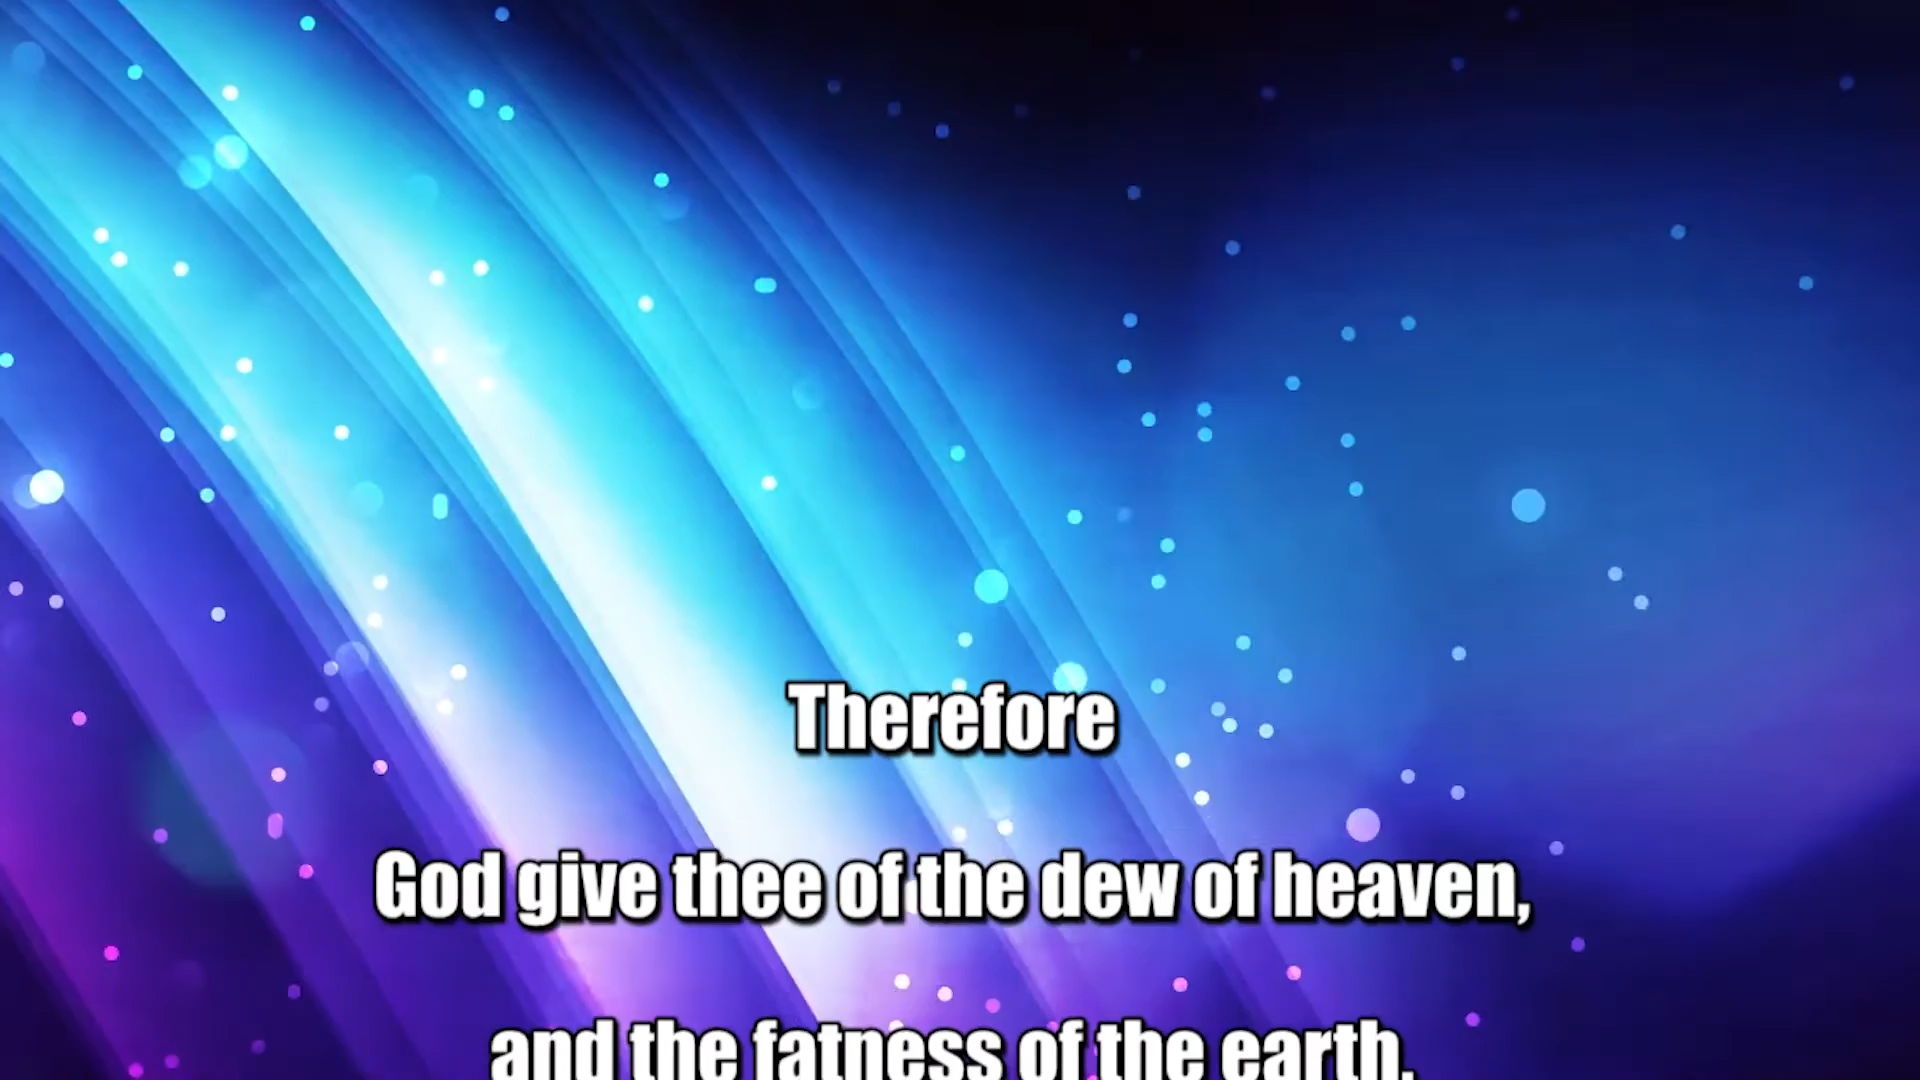 Therefore
God give thee of the dew of heaven,
and the fatness of the earth,